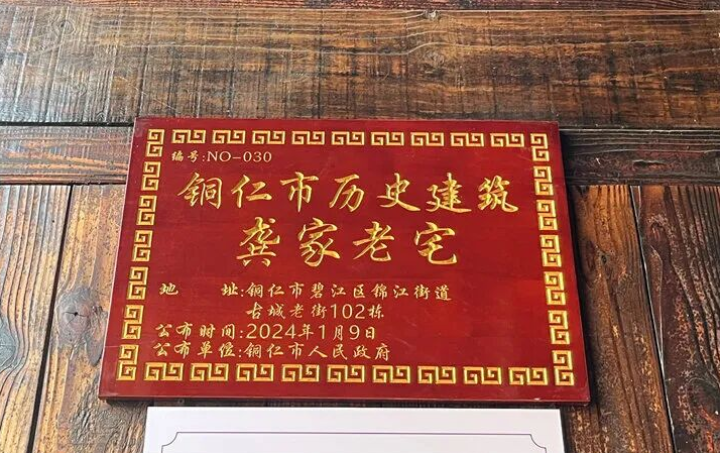 编号:NO-030
铜仁市历史建筑
龚家老宅
地 址:铜仁市碧江区锦江街道
古城老街102栋
公布时间:2024年1月9日
公布单位:铜仁市人民政府